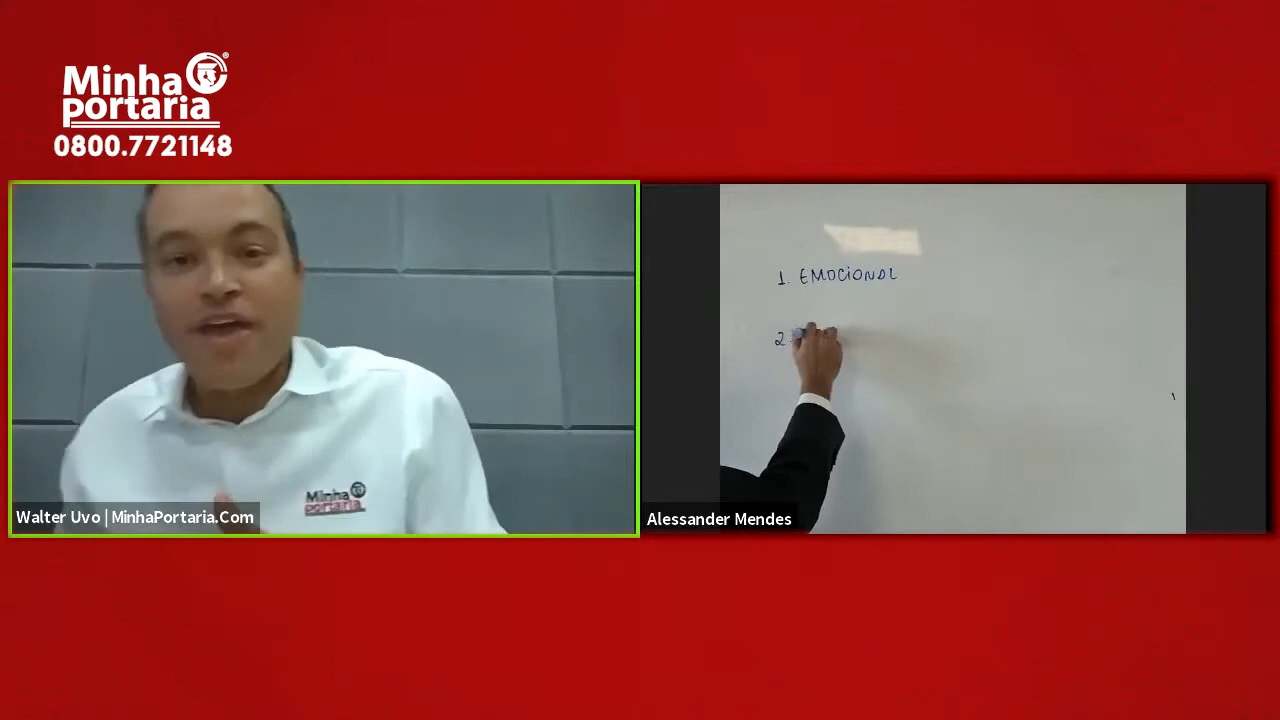 Minha
portaria
0800.7721148
Minha
portaria
Walter Uvo | MinhaPortaria.Com
1. EMOCIONAL
2.
Alessander Mendes